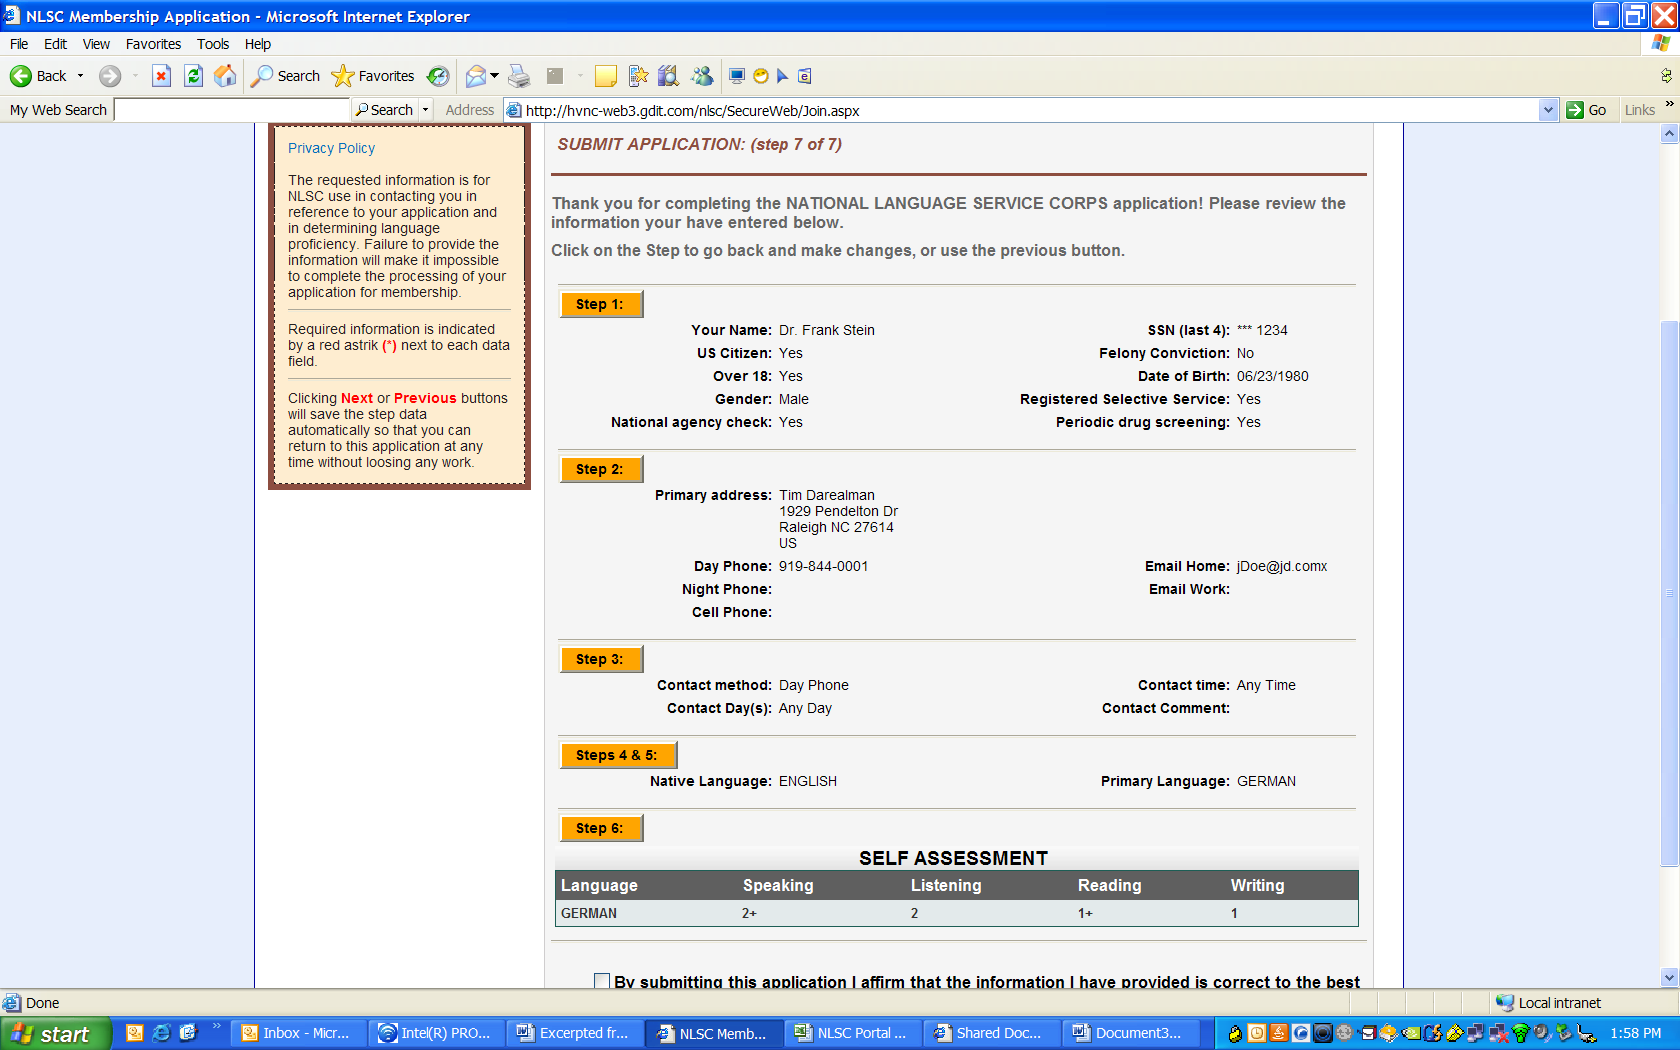 NLSC Membership Application - Microsoft Internet Explorer
File Edit View Favorites Tools Help
Back Search Favorites
My Web Search Search Address http://hvnc-web3.gdit.com/nlsc/SecureWeb/Join.aspx Go Links »
Privacy Policy
The requested information is for
NLSC use in contacting you in
reference to your application and
in determining language
proficiency. Failure to provide the
information will make it impossible
to complete the processing of your
application for membership.
Required information is indicated
by a red astrik (*) next to each data
field.
Clicking Next or Previous buttons
will save the step data
automatically so that you can
return to this application at any
time without loosing any work.
SUBMIT APPLICATION: (step 7 of 7)
Thank you for completing the NATIONAL LANGUAGE SERVICE CORPS application! Please review the
information your have entered below.
Click on the Step to go back and make changes, or use the previous button.
Step 1:
Your Name: Dr. Frank Stein SSN (last 4): *** 1234
US Citizen: Yes Felony Conviction: No
Over 18: Yes Date of Birth: 06/23/1980
Gender: Male Registered Selective Service: Yes
National agency check: Yes Periodic drug screening: Yes
Step 2:
Primary address: Tim Darealman
1929 Pendelton Dr
Raleigh NC 27614
US
Day Phone: 919-844-0001 Email Home: jDoe@jd.comx
Night Phone: Email Work:
Cell Phone:
Step 3:
Contact method: Day Phone Contact time: Any Time
Contact Day(s): Any Day Contact Comment:
Steps 4 & 5:
Native Language: ENGLISH Primary Language: GERMAN
Step 6:
SELF ASSESSMENT
Language Speaking Listening Reading Writing
GERMAN 2+ 2 1+ 1
By submitting this application I affirm that the information I have provided is correct to the best
Done Local intranet
start » Inbox - Micr... Intel(R) PRO... Excerpted fr... NLSC Memb... NLSC Portal ... Shared Doc... Document3... 1:58 PM